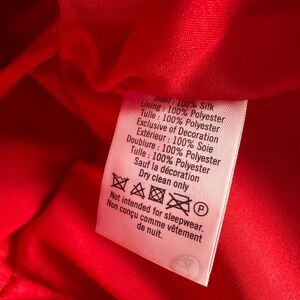 Shell : 100% Silk
Lining : 100% Polyester
Tulle : 100% Polyester
Exclusive of Decoration
Extérieur : 100% Soie
Doublure : 100% Polyester
Tulle : 100% Polyester
Sauf la décoration
Dry clean only
P
Not intended for sleepwear.
Non conçu comme vêtement
de nuit.